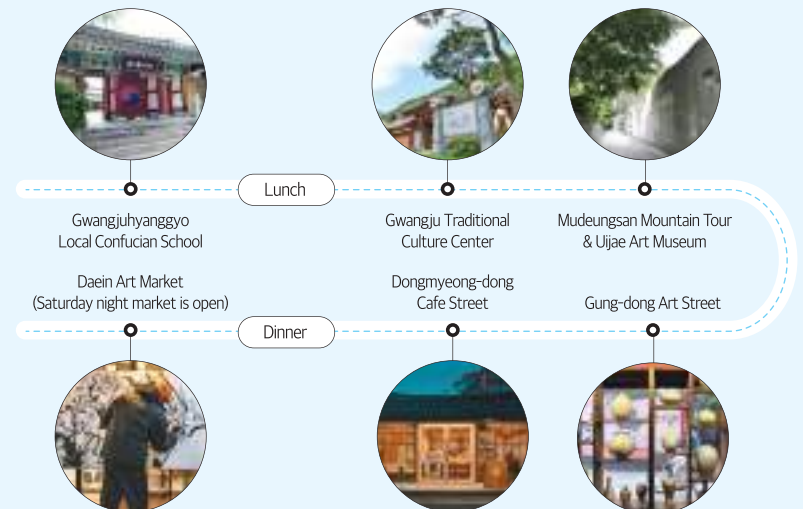 Lunch
Gwangjuhyanggyo
Local Confucian School
Gwangju Traditional
Culture Center
Mudeungsan Mountain Tour
& Uijae Art Museum
Daein Art Market
(Saturday night market is open)
Dongmyeong-dong
Cafe Street
Gung-dong Art Street
Dinner